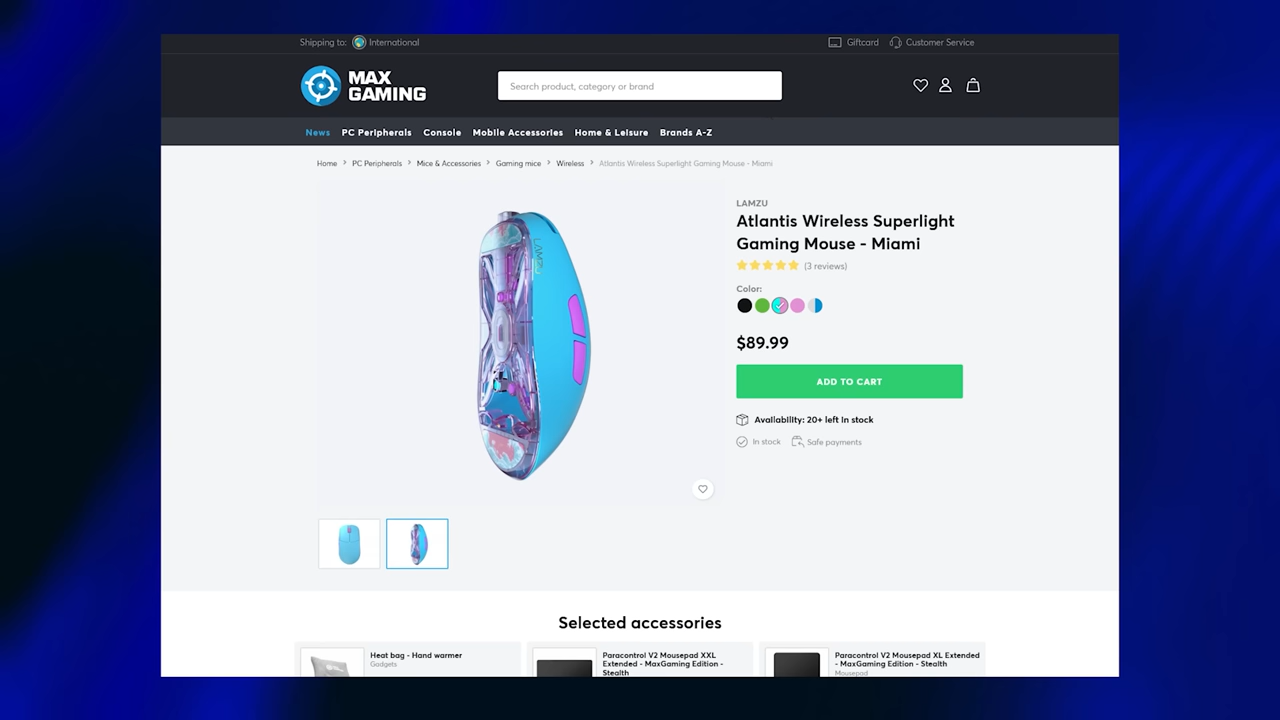 Shipping to: International
Giftcard
Customer Service
MAX
GAMING
Search product, category or brand
News
PC Peripherals
Console
Mobile Accessories
Home & Leisure
Brands A-Z
Home > PC Peripherals > Mice & Accessories > Gaming mice > Wireless > Atlantis Wireless Superlight Gaming Mouse - Miami
LAMZU
LAMZU
Atlantis Wireless Superlight
Gaming Mouse - Miami
(3 reviews)
Color:
$89.99
ADD TO CART
Availability: 20+ left in stock
In stock
Safe payments
Selected accessories
Heat bag - Hand warmer
Gadgets
Paracontrol V2 Mousepad XXL
Extended - MaxGaming Edition -
Stealth
Paracontrol V2 Mousepad XL Extended
- MaxGaming Edition - Stealth
Mousepad